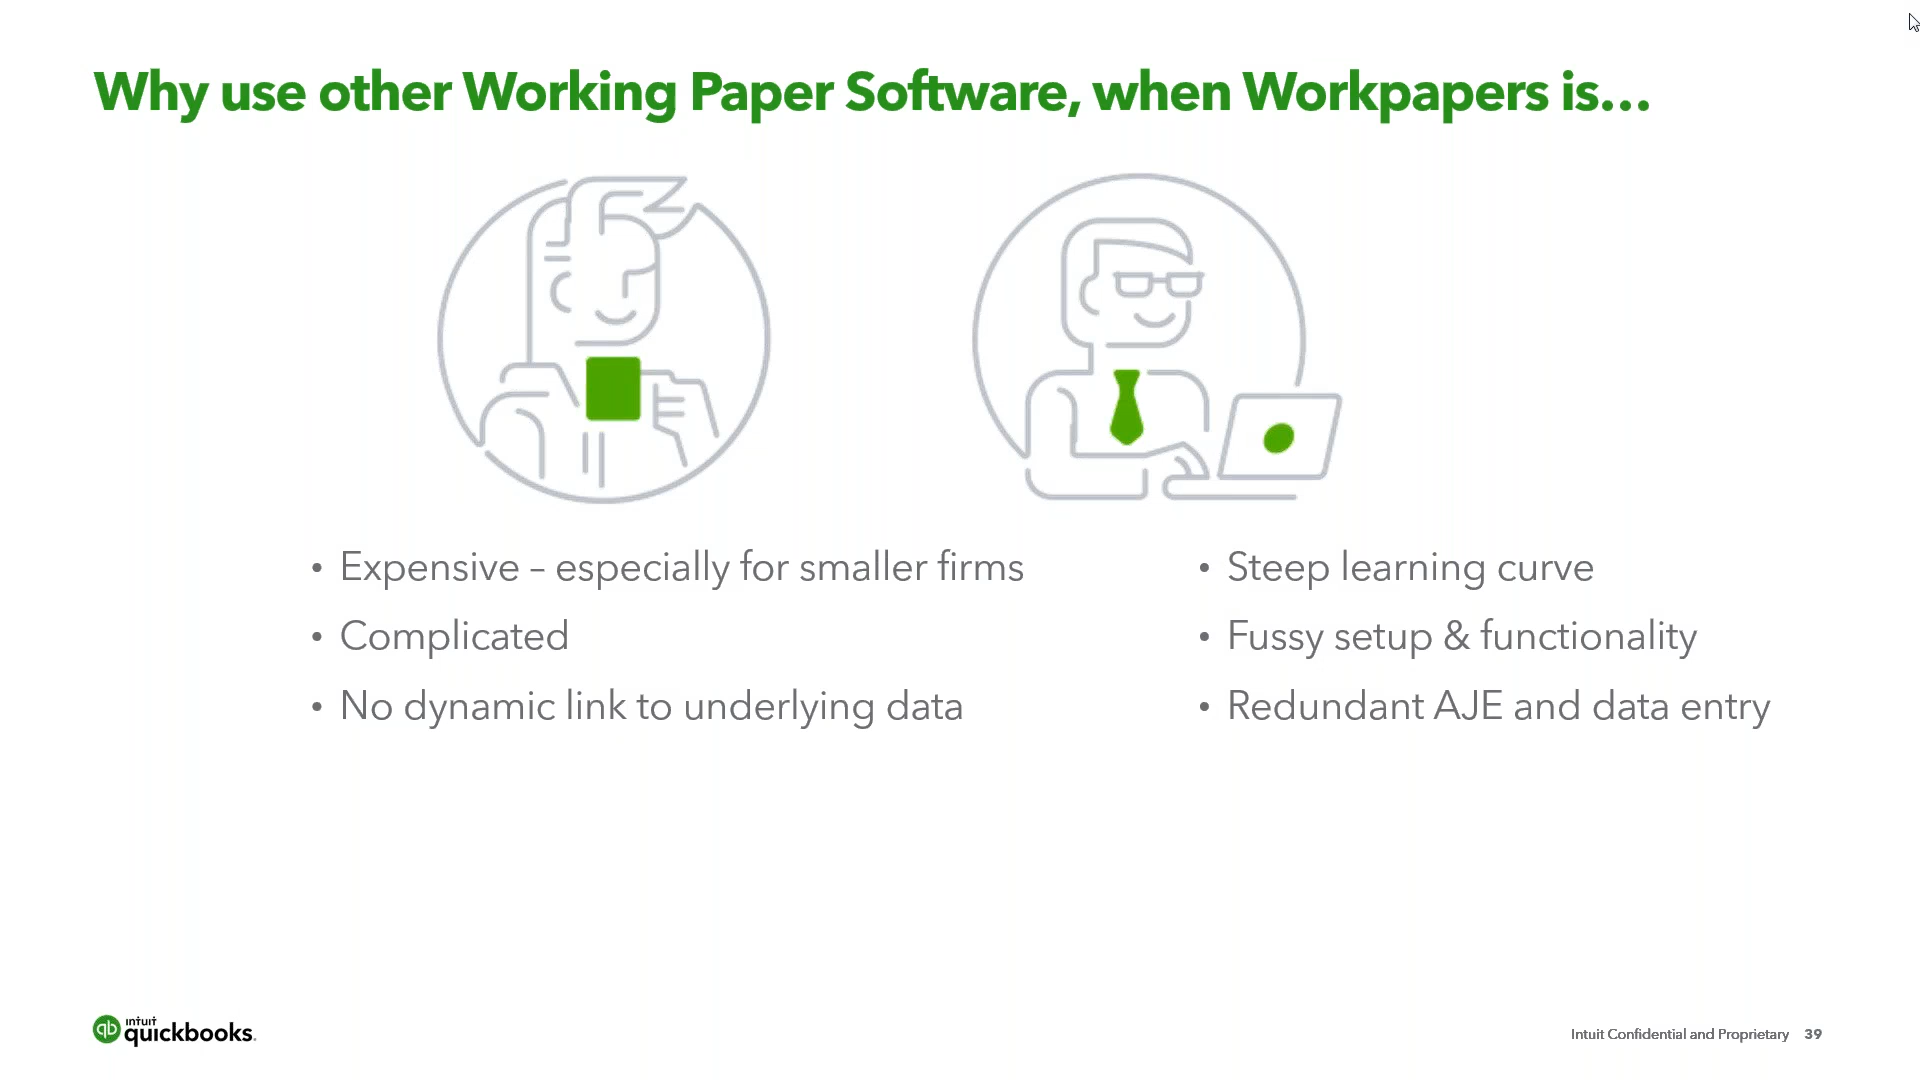 Why use other Working Paper Software, when Workpapers is…
• Expensive – especially for smaller firms
• Complicated
• No dynamic link to underlying data
• Steep learning curve
• Fussy setup & functionality
• Redundant AJE and data entry
qb
intuit
quickbooks.
Intuit Confidential and Proprietary 39